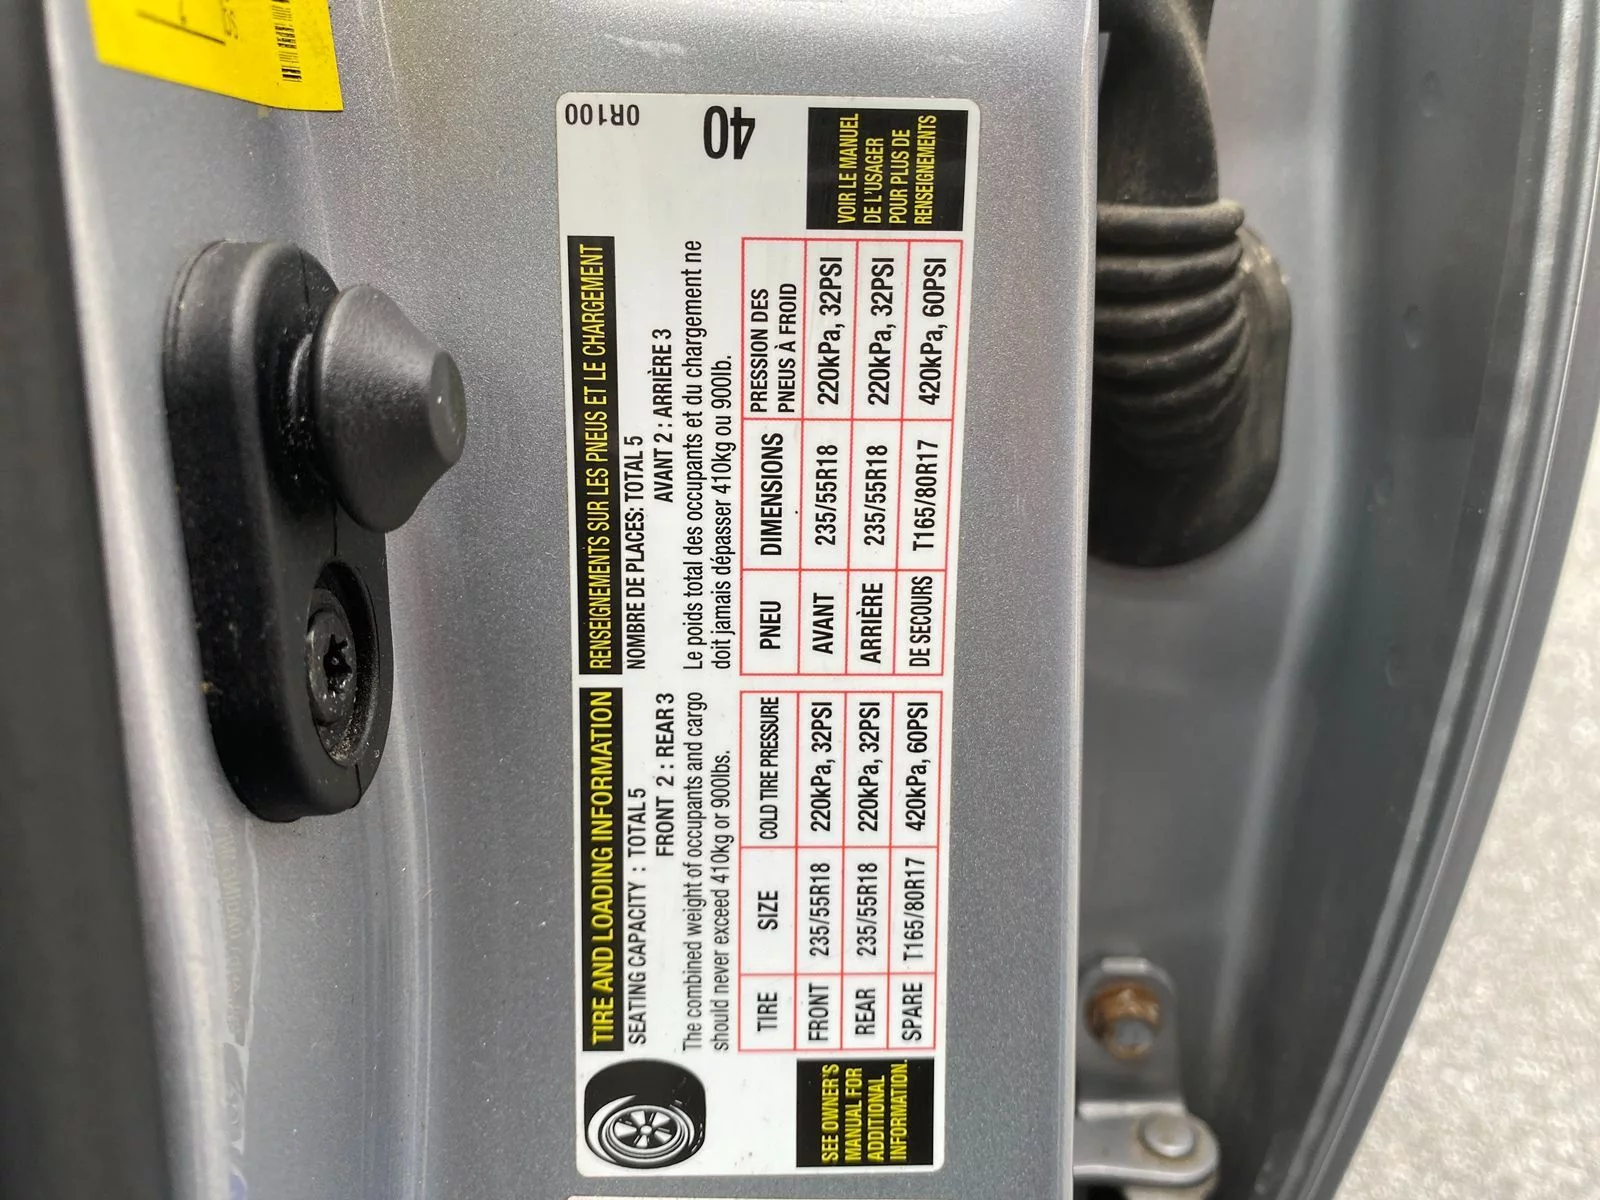 TIRE AND LOADING INFORMATION
SEATING CAPACITY : TOTAL 5
FRONT 2 : REAR 3
The combined weight of occupants and cargo
should never exceed 410kg or 900lbs.
TIRE SIZE COLD TIRE PRESSURE
FRONT 235/55R18 220kPa, 32PSI
REAR 235/55R18 220kPa, 32PSI
SPARE T165/80R17 420kPa, 60PSI
SEE OWNER'S
MANUAL FOR
ADDITIONAL
INFORMATION.
RENSEIGNEMENTS SUR LES PNEUS ET LE CHARGEMENT
NOMBRE DE PLACES: TOTAL 5
AVANT 2 : ARRIÈRE 3
Le poids total des occupants et du chargement ne
doit jamais dépasser 410kg ou 900lb.
PNEU DIMENSIONS PRESSION DES
PNEUS À FROID
AVANT 235/55R18 220kPa, 32PSI
ARRIÈRE 235/55R18 220kPa, 32PSI
DE SECOURS T165/80R17 420kPa, 60PSI
0R100
40
VOIR LE MANUEL
DE L'USAGER
POUR PLUS DE
RENSEIGNEMENTS